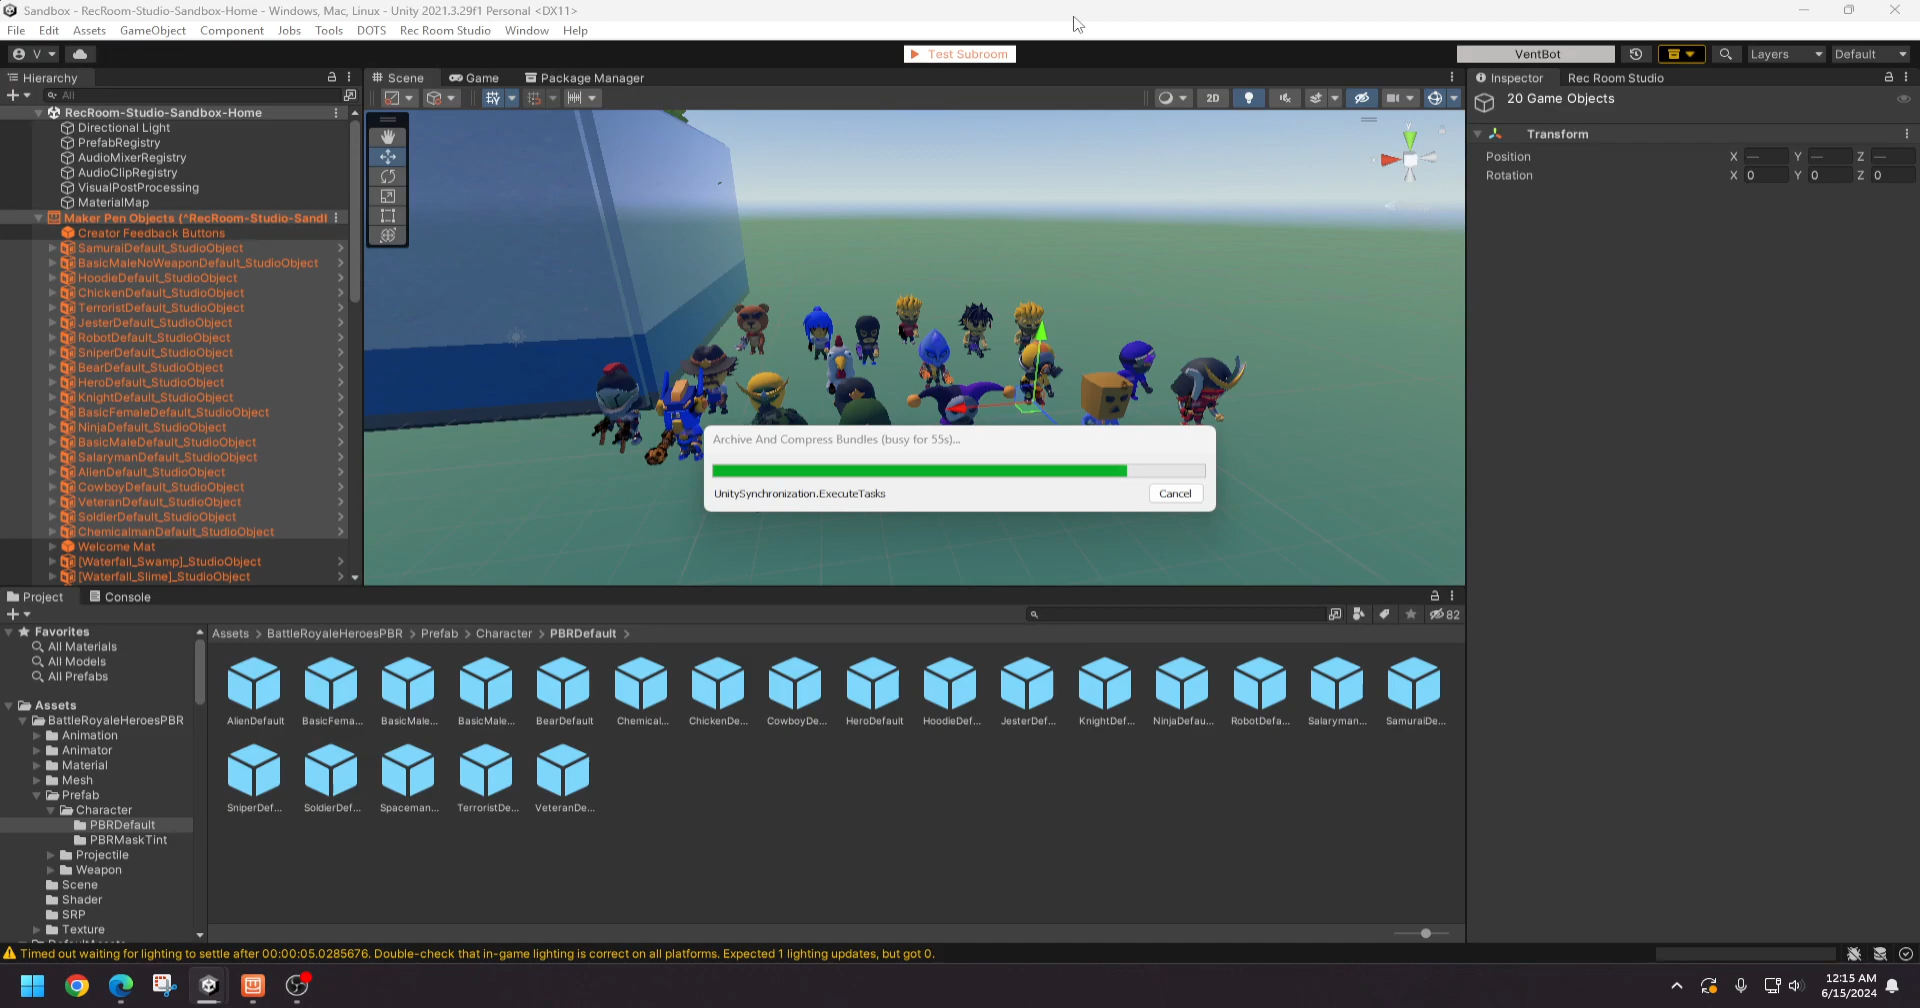 Sandbox - RecRoom-Studio-Sandbox-Home - Windows, Mac, Linux - Unity 2021.3.29f1 Personal <DX11>
File Edit Assets GameObject Component Jobs Tools DOTS Rec Room Studio Window Help
V Test Subroom VentBot Layers Default
Hierarchy
All
RecRoom-Studio-Sandbox-Home
Directional Light
PrefabRegistry
AudioMixerRegistry
AudioClipRegistry
VisualPostProcessing
MaterialMap
Maker Pen Objects (*RecRoom-Studio-Sandl
Creator Feedback Buttons
SamuraiDefault_StudioObject
BasicMaleNoWeaponDefault_StudioObject
HoodieDefault_StudioObject
ChickenDefault_StudioObject
TerroristDefault_StudioObject
JesterDefault_StudioObject
RobotDefault_StudioObject
SniperDefault_StudioObject
BearDefault_StudioObject
HeroDefault_StudioObject
KnightDefault_StudioObject
BasicFemaleDefault_StudioObject
NinjaDefault_StudioObject
BasicMaleDefault_StudioObject
SalarymanDefault_StudioObject
AlienDefault_StudioObject
CowboyDefault_StudioObject
VeteranDefault_StudioObject
SoldierDefault_StudioObject
ChemicalmanDefault_StudioObject
Welcome Mat
[Waterfall_Swamp]_StudioObject
[Waterfall_Slime]_StudioObject
Scene Game Package Manager
2D
Archive And Compress Bundles (busy for 55s)...
UnitySynchronization.ExecuteTasks
Cancel
Inspector Rec Room Studio
20 Game Objects
Transform
Position X — Y — Z —
Rotation X 0 Y 0 Z 0
Project Console
82
Favorites
All Materials
All Models
All Prefabs
Assets
BattleRoyaleHeroesPBR
Animation
Animator
Material
Mesh
Prefab
Character
PBRDefault
PBRMaskTint
Projectile
Weapon
Scene
Shader
SRP
Texture
Assets > BattleRoyaleHeroesPBR > Prefab > Character > PBRDefault >
AlienDefault BasicFema... BasicMale... BasicMale... BearDefault Chemical... ChickenDe... CowboyDe... HeroDefault HoodieDef... JesterDef... KnightDef... NinjaDefau... RobotDefa... Salaryman... SamuraiDe...
SniperDef... SoldierDef... Spaceman... TerroristDe... VeteranDe...
Timed out waiting for lighting to settle after 00:00:05.0285676. Double-check that in-game lighting is correct on all platforms. Expected 1 lighting updates, but got 0.
12:15 AM
6/15/2024